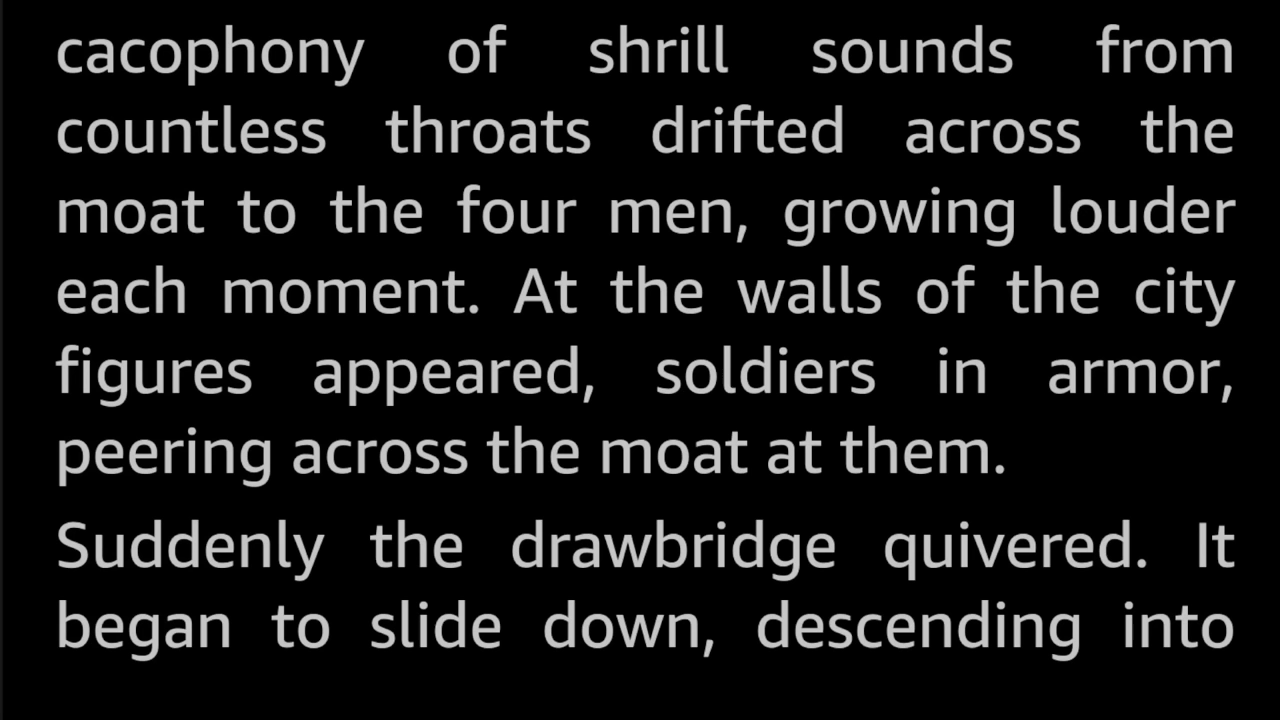 cacophony of shrill sounds from
countless throats drifted across the
moat to the four men, growing louder
each moment. At the walls of the city
figures appeared, soldiers in armor,
peering across the moat at them.
Suddenly the drawbridge quivered. It
began to slide down, descending into